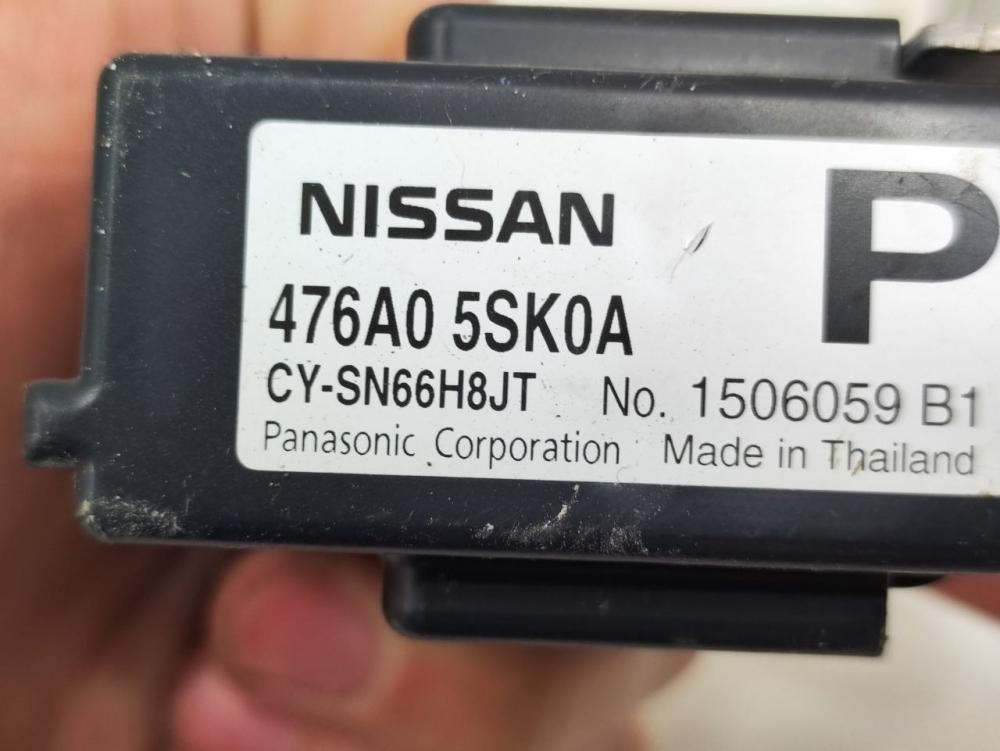 NISSAN
P
476A0 5SK0A
CY-SN66H8JT No. 1506059 B1
Panasonic Corporation Made in Thailand